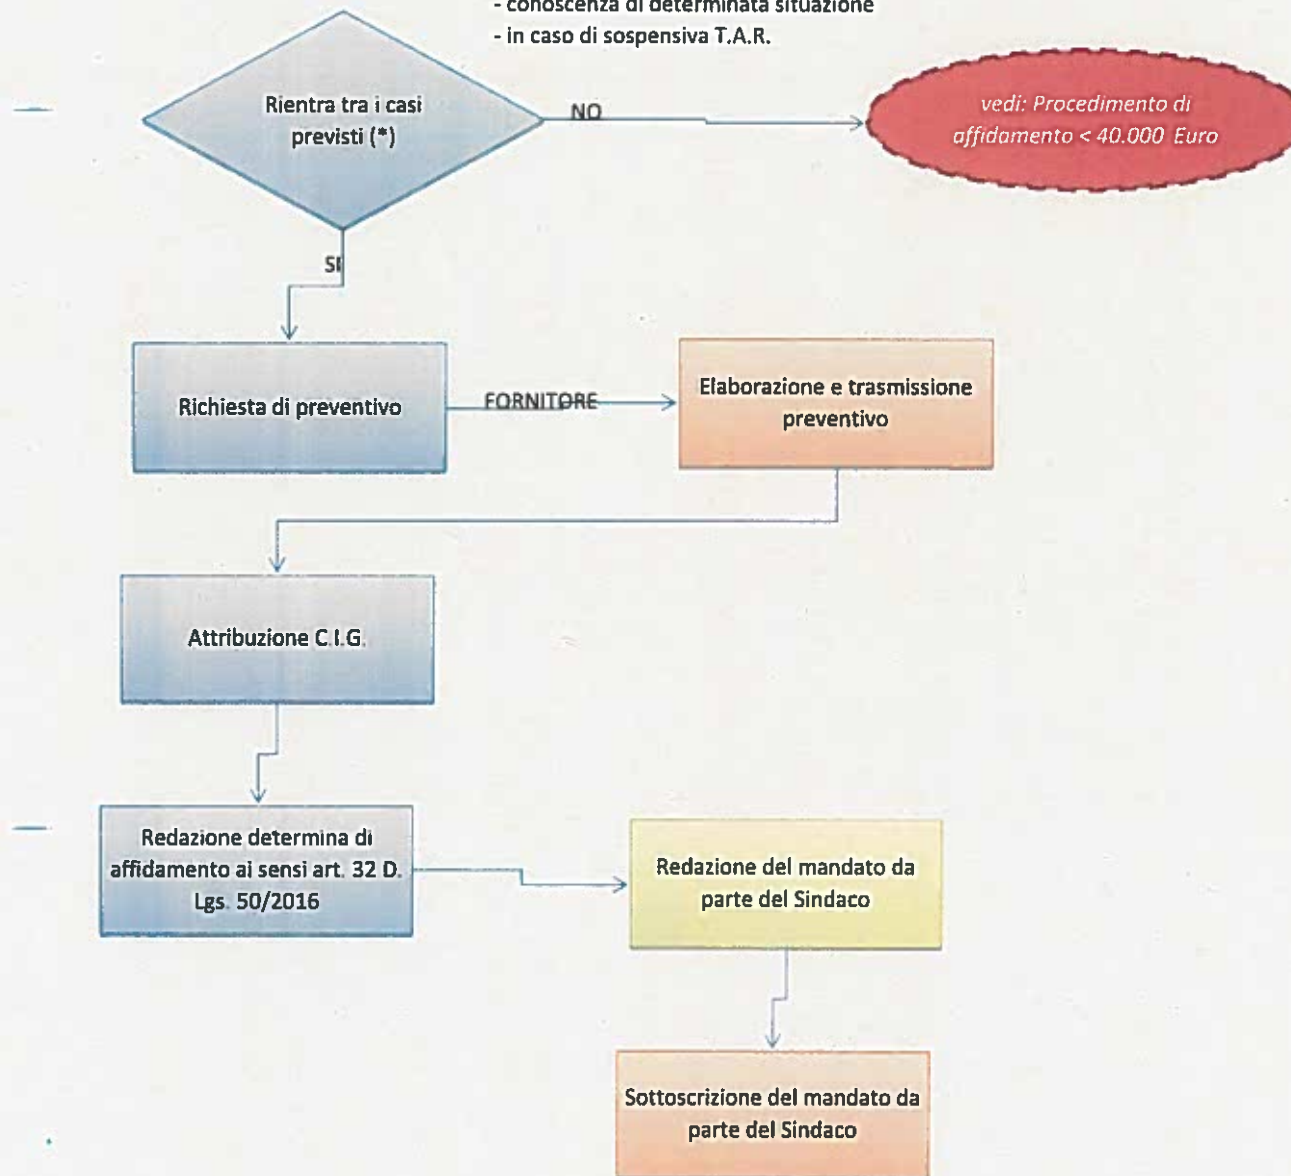 - conoscenza di determinata situazione
- in caso di sospensiva T.A.R.
Rientra tra i casi
previsti (*)
NO
vedi: Procedimento di
affidamento < 40.000 Euro
SI
Richiesta di preventivo
FORNITORE
Elaborazione e trasmissione
preventivo
Attribuzione C.I.G.
Redazione determina di
affidamento ai sensi art. 32 D.
Lgs. 50/2016
Redazione del mandato da
parte del Sindaco
Sottoscrizione del mandato da
parte del Sindaco